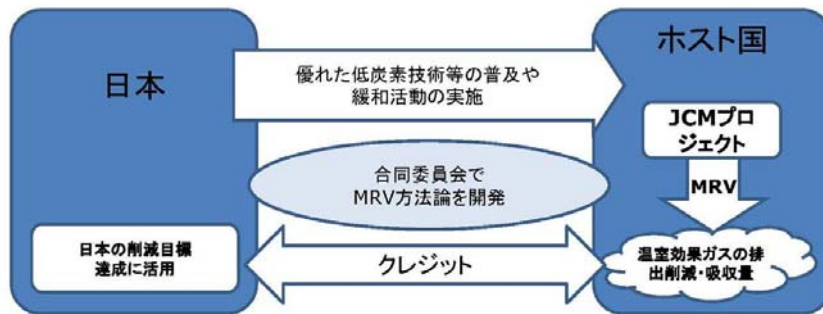 日本
ホスト国
優れた低炭素技術等の普及や
緩和活動の実施
JCMプロ
ジェクト
合同委員会で
MRV方法論を開発
MRV
日本の削減目標
達成に活用
クレジット
温室効果ガスの排
出削減・吸収量